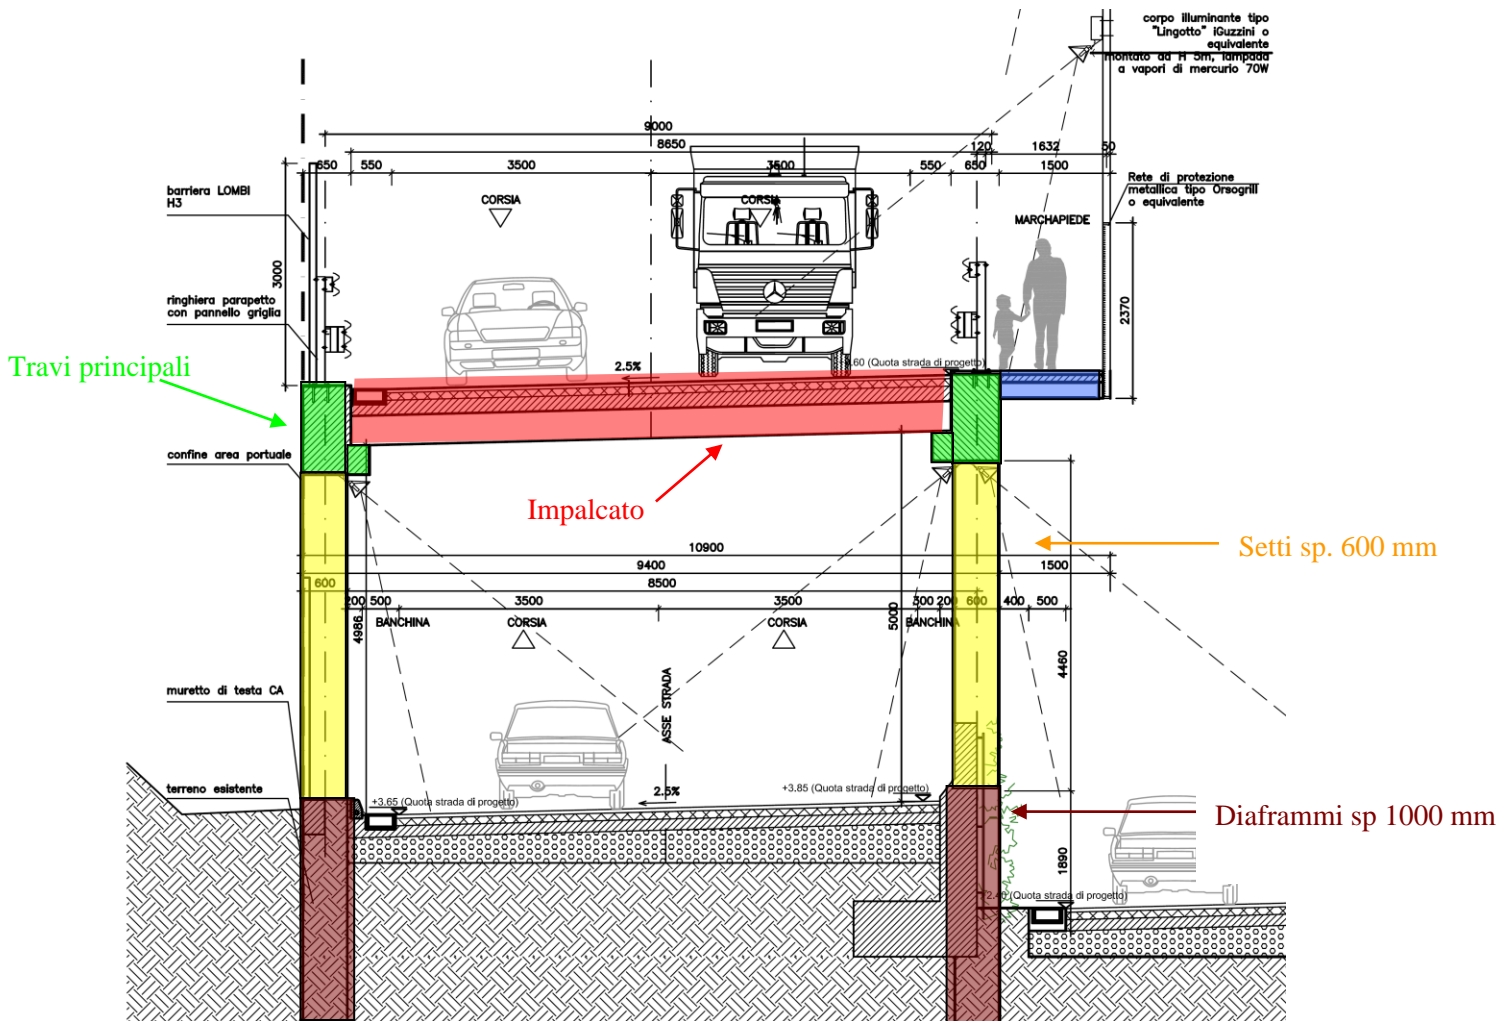 corpo illuminante tipo
"Lingotto" iGuzzini o
equivalente
montato ad H 5m, lampada
a vapori di mercurio 70W
9000
8650
120
1632
50
650
550
3500
3500
550
650
1500
barriera LOMBI
H3
CORSIA
CORSIA
Rete di protezione
metallica tipo Orsogrill
o equivalente
MARCHAPIEDE
3000
2370
ringhiera parapetto
con pannello griglia
Travi principali
2.5%
.60 (Quota strada di progetto)
confine area portuale
Impalcato
Setti sp. 600 mm
10900
9400
1500
600
8500
200
500
3500
3500
300
200
600
400
500
4986
BANCHINA
CORSIA
CORSIA
5000
BANCHINA
4460
muretto di testa CA
ASSE STRADA
terreno esistente
2.5%
+3.65 (Quota strada di progetto)
+3.85 (Quota strada di progetto)
Diaframmi sp 1000 mm
1890
(Quota strada di progetto)